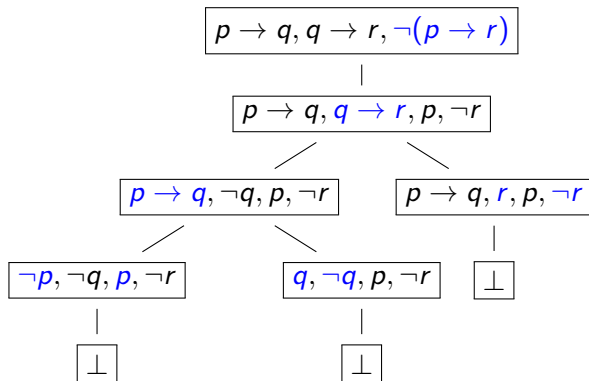 p → q, q → r, ¬(p → r)
p → q, q → r, p, ¬r
p → q, ¬q, p, ¬r
p → q, r, p, ¬r
¬p, ¬q, p, ¬r
q, ¬q, p, ¬r
⊥
⊥
⊥